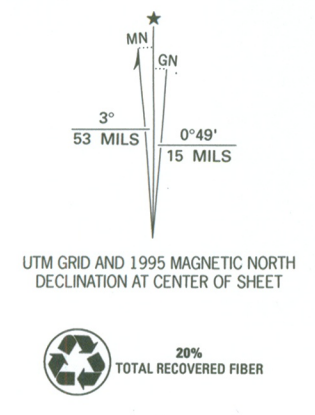 MN
GN
3°
53 MILS
0°49'
15 MILS
UTM GRID AND 1995 MAGNETIC NORTH
DECLINATION AT CENTER OF SHEET
20%
TOTAL RECOVERED FIBER